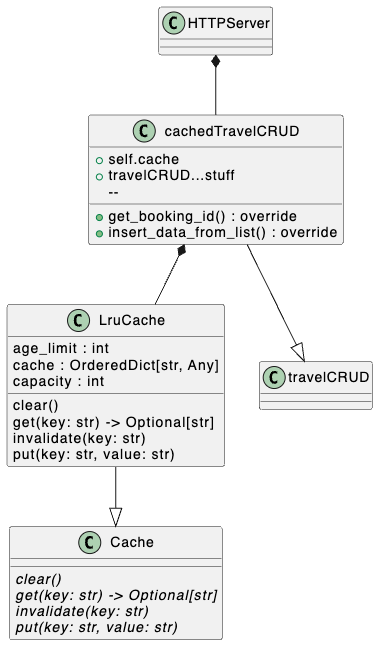 C HTTPServer
C cachedTravelCRUD
self.cache
travelCRUD...stuff
--
get_booking_id() : override
insert_data_from_list() : override
C LruCache
age_limit : int
cache : OrderedDict[str, Any]
capacity : int
clear()
get(key: str) -> Optional[str]
invalidate(key: str)
put(key: str, value: str)
C travelCRUD
C Cache
clear()
get(key: str) -> Optional[str]
invalidate(key: str)
put(key: str, value: str)